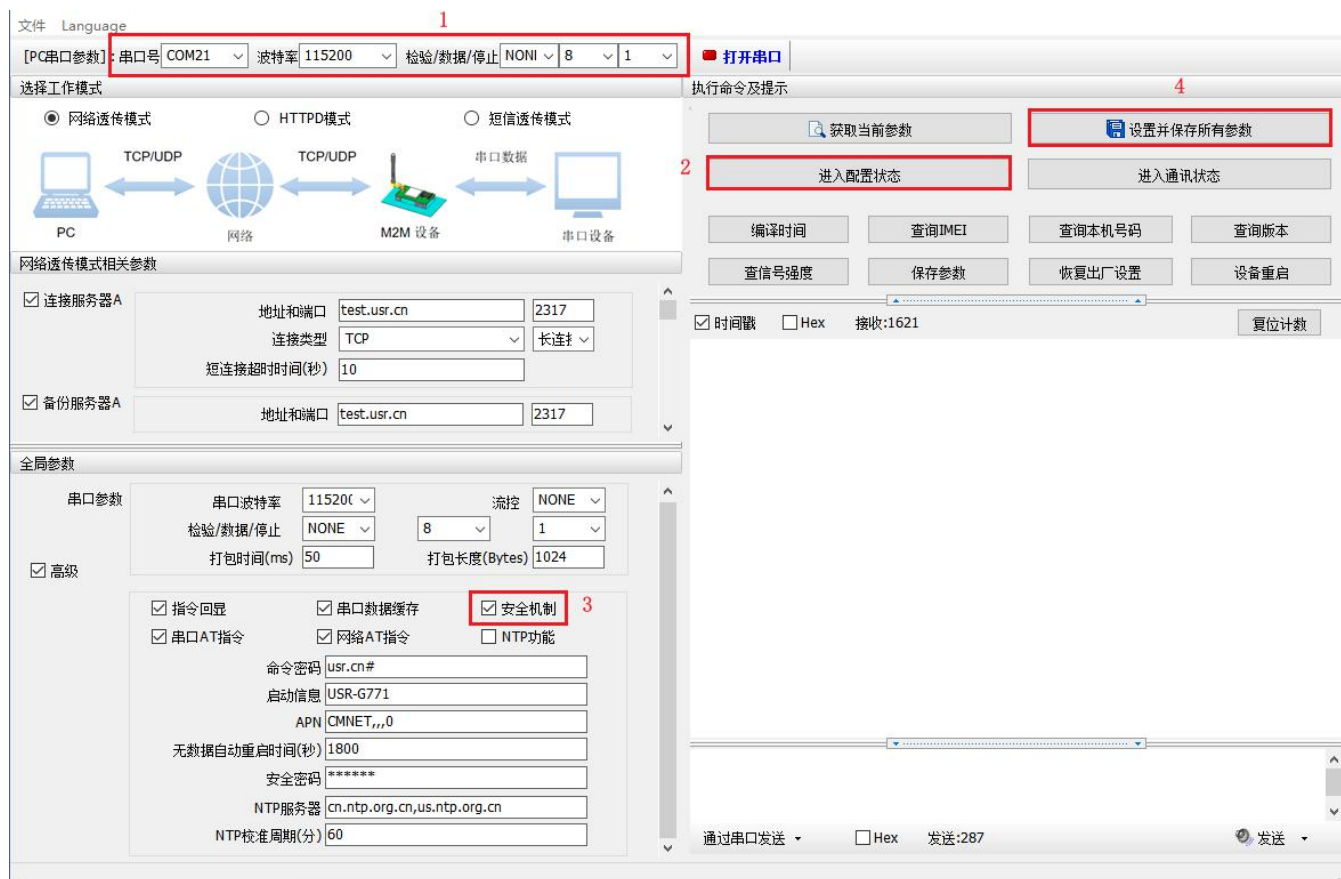 文件 Language
1
[PC串口参数]:串口号 COM21 波特率 115200 检验/数据/停止 NONI 8 1 打开串口
选择工作模式
网络透传模式 HTTPD模式 短信透传模式
TCP/UDP TCP/UDP 串口数据
PC 网络 M2M 设备 串口设备
网络透传模式相关参数
连接服务器A
地址和端口 test.usr.cn 2317
连接类型 TCP 长连接
短连接超时时间(秒) 10
备份服务器A
地址和端口 test.usr.cn 2317
全局参数
串口参数
串口波特率 115200 流控 NONE
检验/数据/停止 NONE 8 1
打包时间(ms) 50 打包长度(Bytes) 1024
高级
指令回显 串口数据缓存 安全机制 3
串口AT指令 网络AT指令 NTP功能
命令密码 usr.cn#
启动信息 USR-G771
APN CMNET,,,0
无数据自动重启时间(秒) 1800
安全密码 ******
NTP服务器 cn.ntp.org.cn,us.ntp.org.cn
NTP校准周期(分) 60
执行命令及提示
4
获取当前参数 设置并保存所有参数
2 进入配置状态 进入通讯状态
编译时间 查询IMEI 查询本机号码 查询版本
查信号强度 保存参数 恢复出厂设置 设备重启
时间戳 Hex 接收:1621 复位计数
通过串口发送 Hex 发送:287 发送